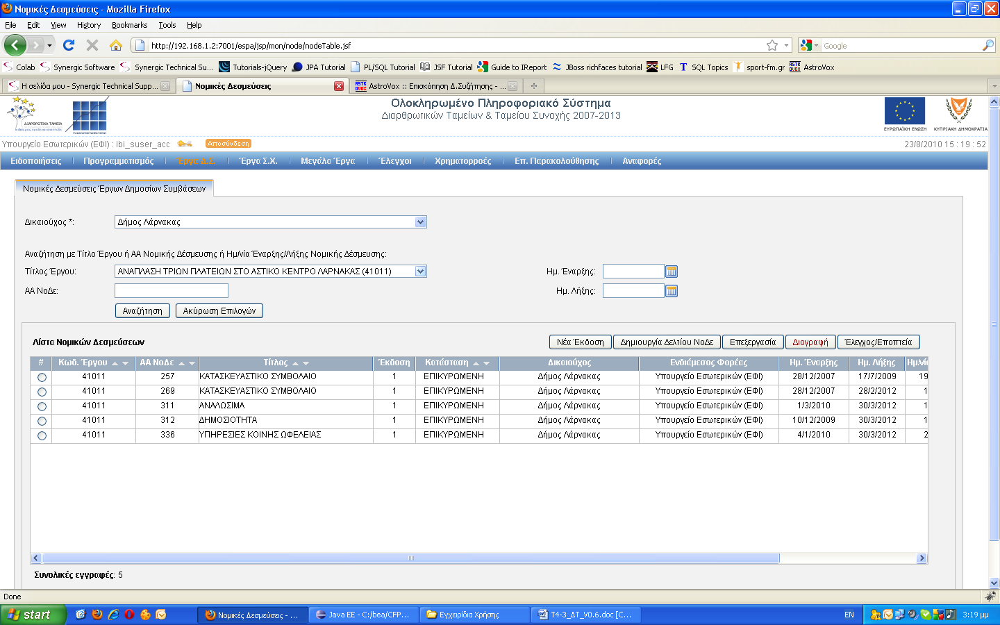 Νομικές Δεσμεύσεις - Mozilla Firefox
File Edit View History Bookmarks Tools Help
http://192.168.1.2:7001/espa/jsp/mon/node/nodeTable.jsf Google
Colab Synergic Software Synergic Technical Su... Tutorials-jQuery JPA Tutorial PL/SQL Tutorial JSF Tutorial Guide to IReport JBoss richfaces tutorial LFG SQL Topics sport-fm.gr AstroVox
Η σελίδα μου - Synergic Technical Supp... Νομικές Δεσμεύσεις AstroVox :: Επισκόπηση Δ.Συζήτησης - ...
Ολοκληρωμένο Πληροφοριακό Σύστημα
Διαρθρωτικών Ταμείων & Ταμείου Συνοχής 2007-2013
ΔΙΑΡΘΡΩΤΙΚΑ ΤΑΜΕΙΑ
ΕΥΡΩΠΑΪΚΗ ΕΝΩΣΗ ΚΥΠΡΙΑΚΗ ΔΗΜΟΚΡΑΤΙΑ
Υπουργείο Εσωτερικών (ΕΦΙ) : ibi_suser_acc Αποσύνδεση 23/8/2010 15 : 19 : 52
Ειδοποιήσεις Προγραμματισμός Έργα Δ.Σ. Έργα Σ.Χ. Μεγάλα Έργα Έλεγχοι Χρηματορροές Επ. Παρακολούθησης Αναφορές
Νομικές Δεσμεύσεις Έργων Δημοσίων Συμβάσεων
Δικαιούχος *: Δήμος Λάρνακας
Αναζήτηση με Τίτλο Έργου ή ΑΑ Νομικής Δέσμευσης ή Ημ/νία Έναρξης/Λήξης Νομικής Δέσμευσης:
Τίτλος Έργου: ΑΝΑΠΛΑΣΗ ΤΡΙΩΝ ΠΛΑΤΕΙΩΝ ΣΤΟ ΑΣΤΙΚΟ ΚΕΝΤΡΟ ΛΑΡΝΑΚΑΣ (41011) Ημ. Έναρξης:
ΑΑ ΝοΔε: Ημ. Λήξης:
Αναζήτηση Ακύρωση Επιλογών
Λίστα Νομικών Δεσμεύσεων Νέα Έκδοση Δημιουργία Δελτίου ΝοΔε Επεξεργασία Διαγραφή Έλεγχος/Εποπτεία
# Κωδ. Έργου ΑΑ ΝοΔε Τίτλος Έκδοση Κατάσταση Δικαιούχος Ενδιάμεσος Φορέας Ημ. Έναρξης Ημ. Λήξης Ημ/νία
41011 257 ΚΑΤΑΣΚΕΥΑΣΤΙΚΟ ΣΥΜΒΟΛΑΙΟ 1 ΕΠΙΚΥΡΩΜΕΝΗ Δήμος Λάρνακας Υπουργείο Εσωτερικών (ΕΦΙ) 28/12/2007 17/7/2009 19
41011 269 ΚΑΤΑΣΚΕΥΑΣΤΙΚΟ ΣΥΜΒΟΛΑΙΟ 1 ΕΠΙΚΥΡΩΜΕΝΗ Δήμος Λάρνακας Υπουργείο Εσωτερικών (ΕΦΙ) 28/12/2007 28/2/2012 1
41011 311 ΑΝΑΛΩΣΙΜΑ 1 ΕΠΙΚΥΡΩΜΕΝΗ Δήμος Λάρνακας Υπουργείο Εσωτερικών (ΕΦΙ) 1/3/2010 30/3/2012 1
41011 312 ΔΗΜΟΣΙΟΤΗΤΑ 1 ΕΠΙΚΥΡΩΜΕΝΗ Δήμος Λάρνακας Υπουργείο Εσωτερικών (ΕΦΙ) 10/12/2009 30/3/2012 1
41011 336 ΥΠΗΡΕΣΙΕΣ ΚΟΙΝΗΣ ΩΦΕΛΕΙΑΣ 1 ΕΠΙΚΥΡΩΜΕΝΗ Δήμος Λάρνακας Υπουργείο Εσωτερικών (ΕΦΙ) 4/1/2010 30/3/2012 2
Συνολικές εγγραφές: 5
Done
start Νομικές Δεσμεύσεις - ... Java EE - C:/bea/CFP... Εγχειρίδια Χρήσης T4-3_ΔΤ_V0.6.doc [C... EN 3:19 μμ